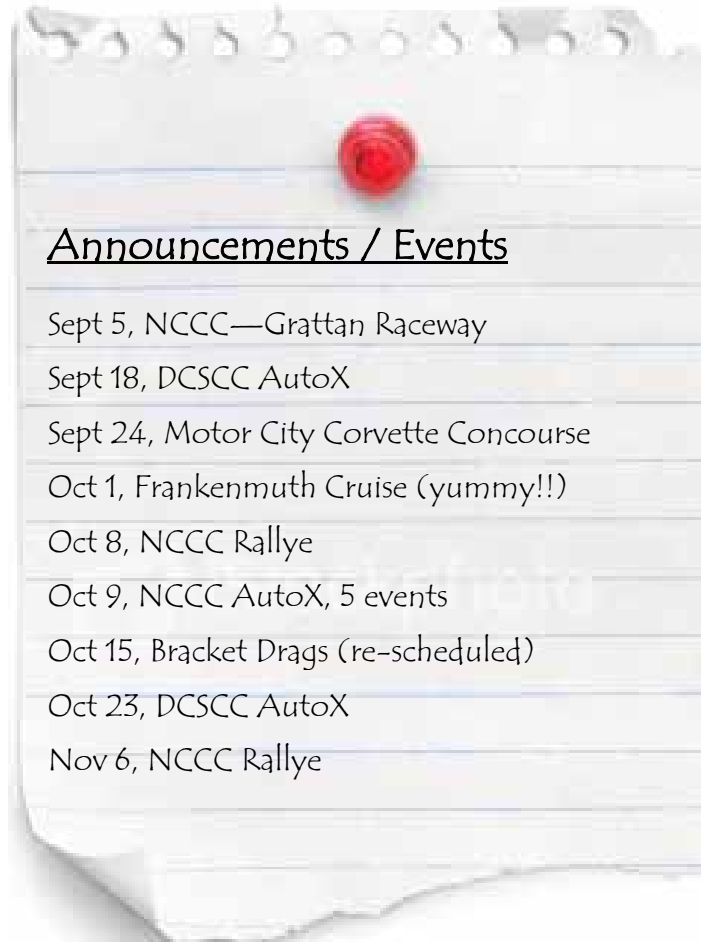 Announcements / Events
Sept 5, NCCC—Grattan Raceway
Sept 18, DCSCC AutoX
Sept 24, Motor City Corvette Concourse
Oct 1, Frankenmuth Cruise (yummy!!)
Oct 8, NCCC Rallye
Oct 9, NCCC AutoX, 5 events
Oct 15, Bracket Drags (re-scheduled)
Oct 23, DCSCC AutoX
Nov 6, NCCC Rallye